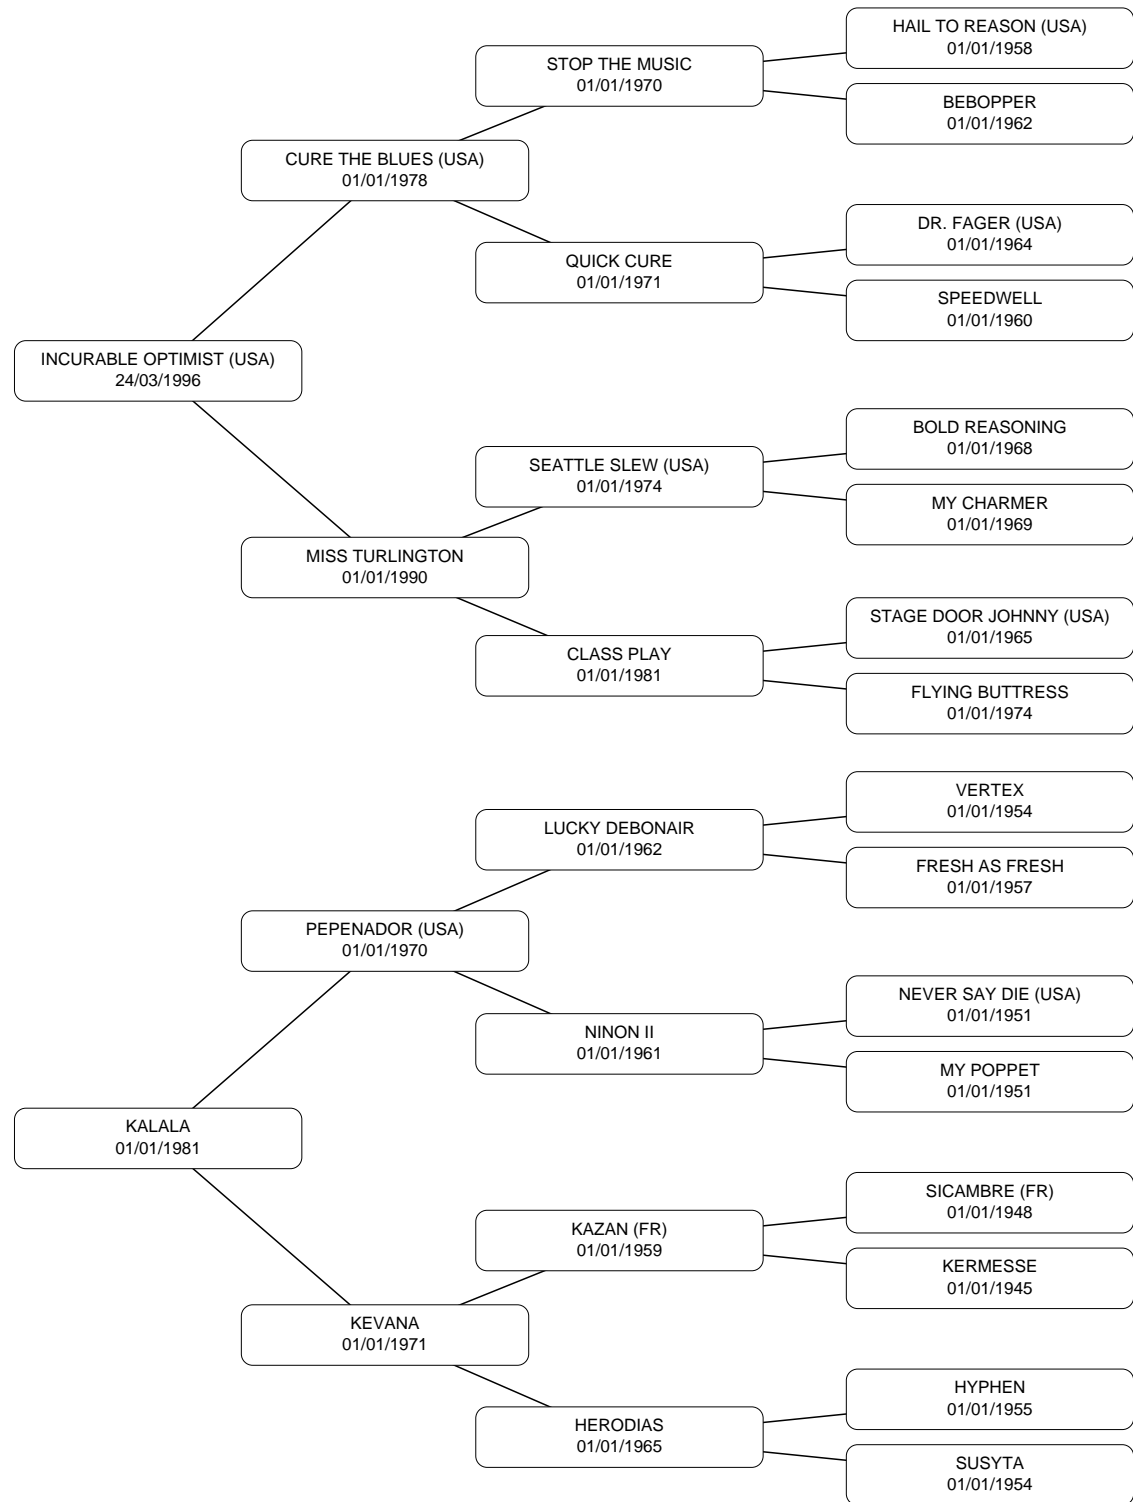 HAIL TO REASON (USA)
01/01/1958
STOP THE MUSIC
01/01/1970
BEBOPPER
01/01/1962
CURE THE BLUES (USA)
01/01/1978
DR. FAGER (USA)
01/01/1964
QUICK CURE
01/01/1971
SPEEDWELL
01/01/1960
INCURABLE OPTIMIST (USA)
24/03/1996
BOLD REASONING
01/01/1968
SEATTLE SLEW (USA)
01/01/1974
MY CHARMER
01/01/1969
MISS TURLINGTON
01/01/1990
STAGE DOOR JOHNNY (USA)
01/01/1965
CLASS PLAY
01/01/1981
FLYING BUTTRESS
01/01/1974
VERTEX
01/01/1954
LUCKY DEBONAIR
01/01/1962
FRESH AS FRESH
01/01/1957
PEPENADOR (USA)
01/01/1970
NEVER SAY DIE (USA)
01/01/1951
NINON II
01/01/1961
MY POPPET
01/01/1951
KALALA
01/01/1981
SICAMBRE (FR)
01/01/1948
KAZAN (FR)
01/01/1959
KERMESSE
01/01/1945
KEVANA
01/01/1971
HYPHEN
01/01/1955
HERODIAS
01/01/1965
SUSYTA
01/01/1954